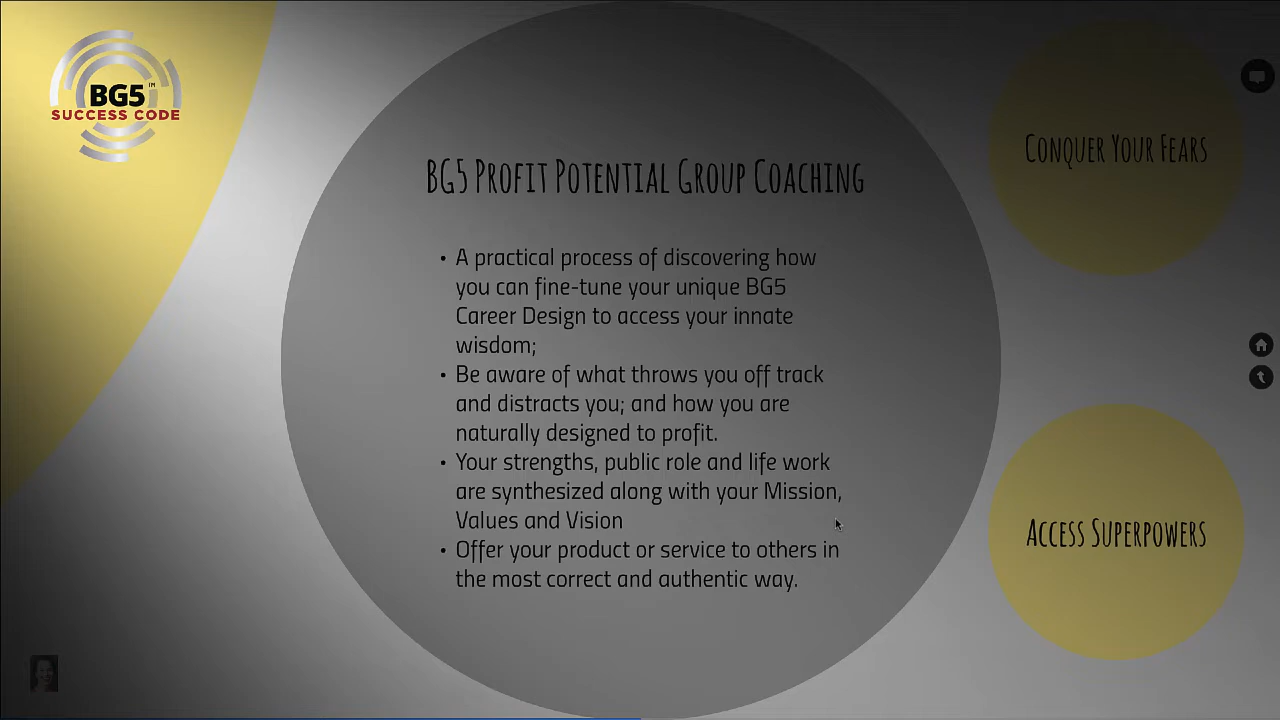 BG5™
SUCCESS CODE
BG5 Profit Potential Group Coaching
• A practical process of discovering how
you can fine-tune your unique BG5
Career Design to access your innate
wisdom;
• Be aware of what throws you off track
and distracts you; and how you are
naturally designed to profit.
• Your strengths, public role and life work
are synthesized along with your Mission,
Values and Vision
• Offer your product or service to others in
the most correct and authentic way.
Conquer Your Fears
Access Superpowers